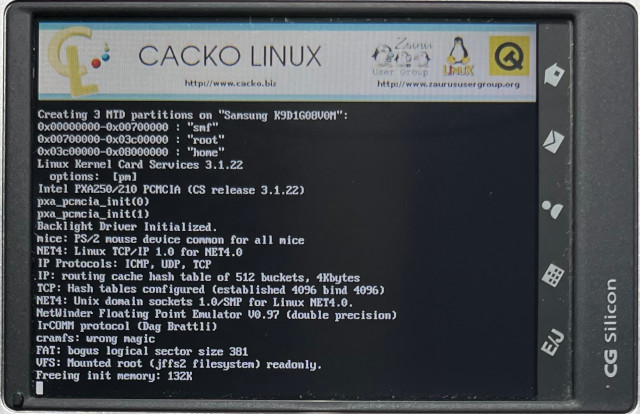 CL
CACKO LINUX
http://www.cacko.biz
Zaurus
User Group
LINUX
http://www.zaurususergroup.org
Creating 3 MTD partitions on "Samsung K9D1G08V0M":
0x00000000-0x00700000 : "smf"
0x00700000-0x03c00000 : "root"
0x03c00000-0x08000000 : "home"
Linux Kernel Card Services 3.1.22
  options:  [pm]
Intel PXA250/210 PCMCIA (CS release 3.1.22)
pxa_pcmcia_init(0)
pxa_pcmcia_init(1)
Backlight Driver Initialized.
mice: PS/2 mouse device common for all mice
NET4: Linux TCP/IP 1.0 for NET4.0
IP Protocols: ICMP, UDP, TCP
IP: routing cache hash table of 512 buckets, 4Kbytes
TCP: Hash tables configured (established 4096 bind 4096)
NET4: Unix domain sockets 1.0/SMP for Linux NET4.0.
NetWinder Floating Point Emulator V0.97 (double precision)
IrCOMM protocol (Dag Brattli)
cramfs: wrong magic
FAT: bogus logical sector size 381
VFS: Mounted root (jffs2 filesystem) readonly.
Freeing init memory: 132K
E/J
CG Silicon